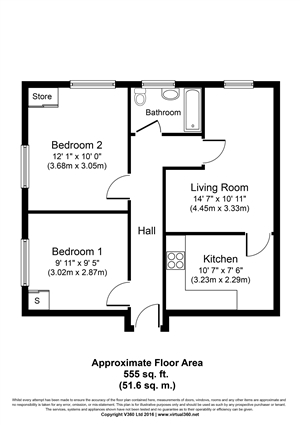 Store
Bathroom
Bedroom 2
12' 1" x 10' 0"
(3.68m x 3.05m)
Living Room
14' 7" x 10' 11"
(4.45m x 3.33m)
Hall
Bedroom 1
9' 11" x 9' 5"
(3.02m x 2.87m)
Kitchen
10' 7" x 7' 6"
(3.23m x 2.29m)
S
Approximate Floor Area
555 sq. ft.
(51.6 sq. m.)
Whilst every attempt has been made to ensure the accuracy of the floor plan contained here, measurements of doors, windows, rooms and any other items are approximate and
no responsibility is taken for any error, omission, or mis-statement. This plan is for illustrative purposes only and should be used as such by any prospective purchaser or tenant.
The services, systems and appliances shown have not been tested and no guarantee as to their operability or efficiency can be given.
Copyright V360 Ltd 2016 | www.virtual360.net